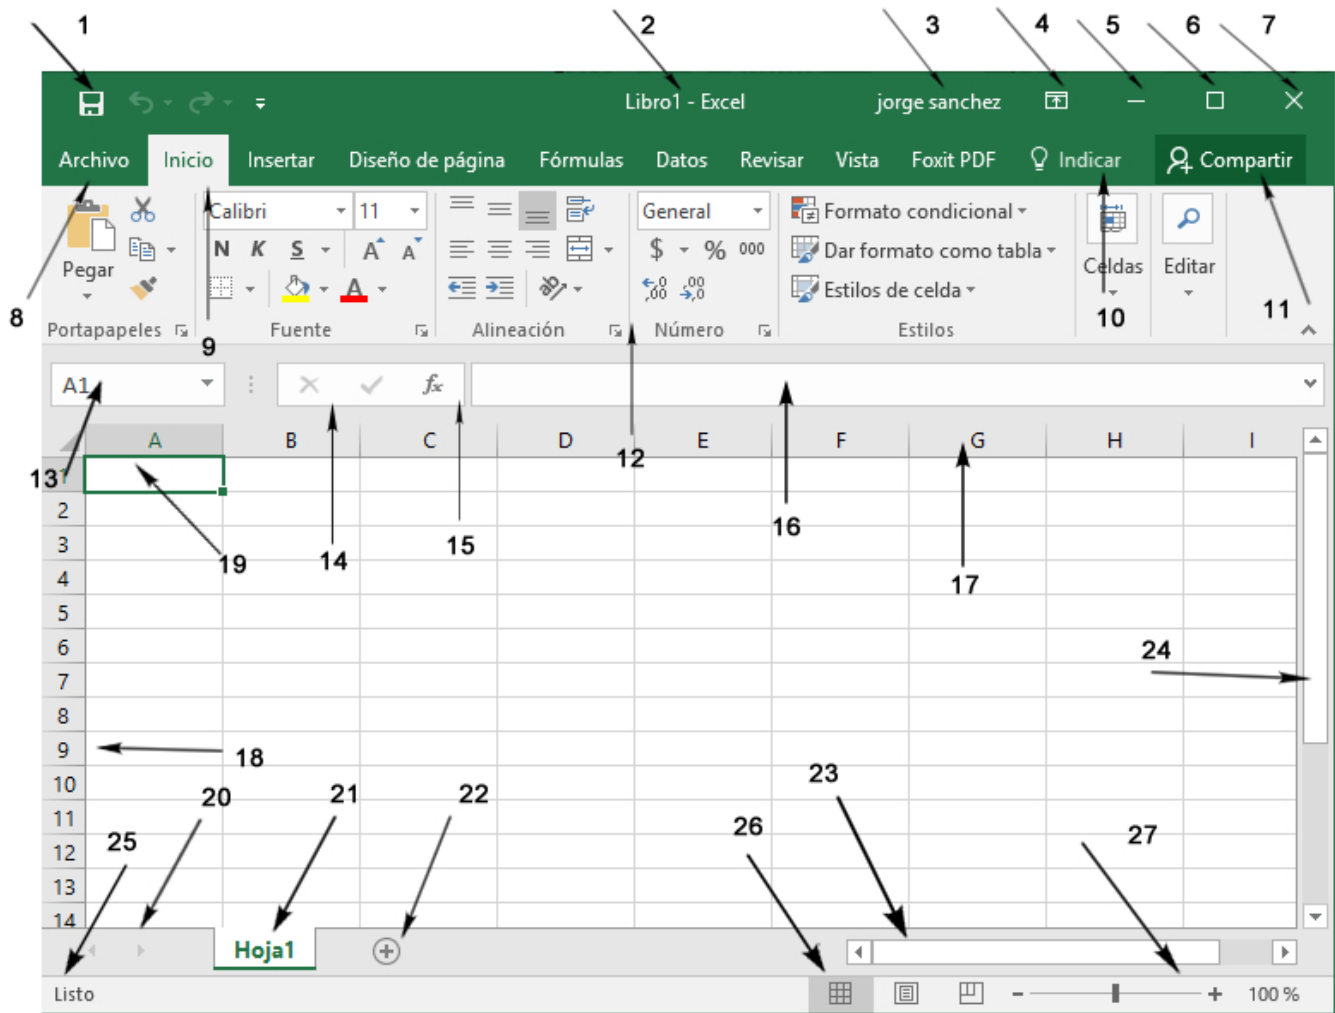 1 2 3 4 5 6 7
Libro1 - Excel jorge sanchez
Archivo Inicio Insertar Diseño de página Fórmulas Datos Revisar Vista Foxit PDF Indicar Compartir
Calibri 11 General Formato condicional
N K S A A $ % 000 Dar formato como tabla
Pegar Celdas Editar
A ,00 ,00 ,0 Estilos de celda
8 10 11
Portapapeles Fuente Alineación Número Estilos
9
A1 fx
A B C D E F G H I
12
13 1
2
16
3 14 15
19
4 17
5
6 24
7
8
9 18
10 23
20 21 22
11 26 27
25
12
13
14
Hoja1
Listo 100 %